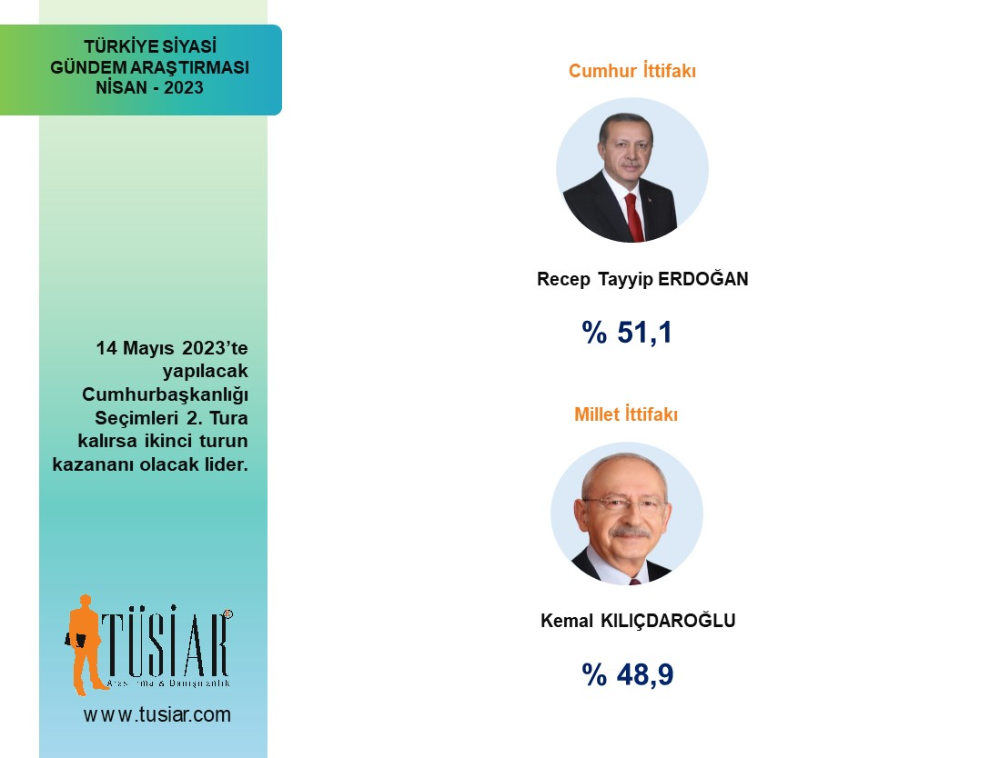 TÜRKİYE SİYASİ
GÜNDEM ARAŞTIRMASI
NİSAN - 2023
14 Mayıs 2023’te
yapılacak
Cumhurbaşkanlığı
Seçimleri 2. Tura
kalırsa ikinci turun
kazananı olacak lider.
TÜSİAR®
Araştırma & Danışmanlık
www.tusiar.com
Cumhur İttifakı
Recep Tayyip ERDOĞAN
% 51,1
Millet İttifakı
Kemal KILIÇDAROĞLU
% 48,9